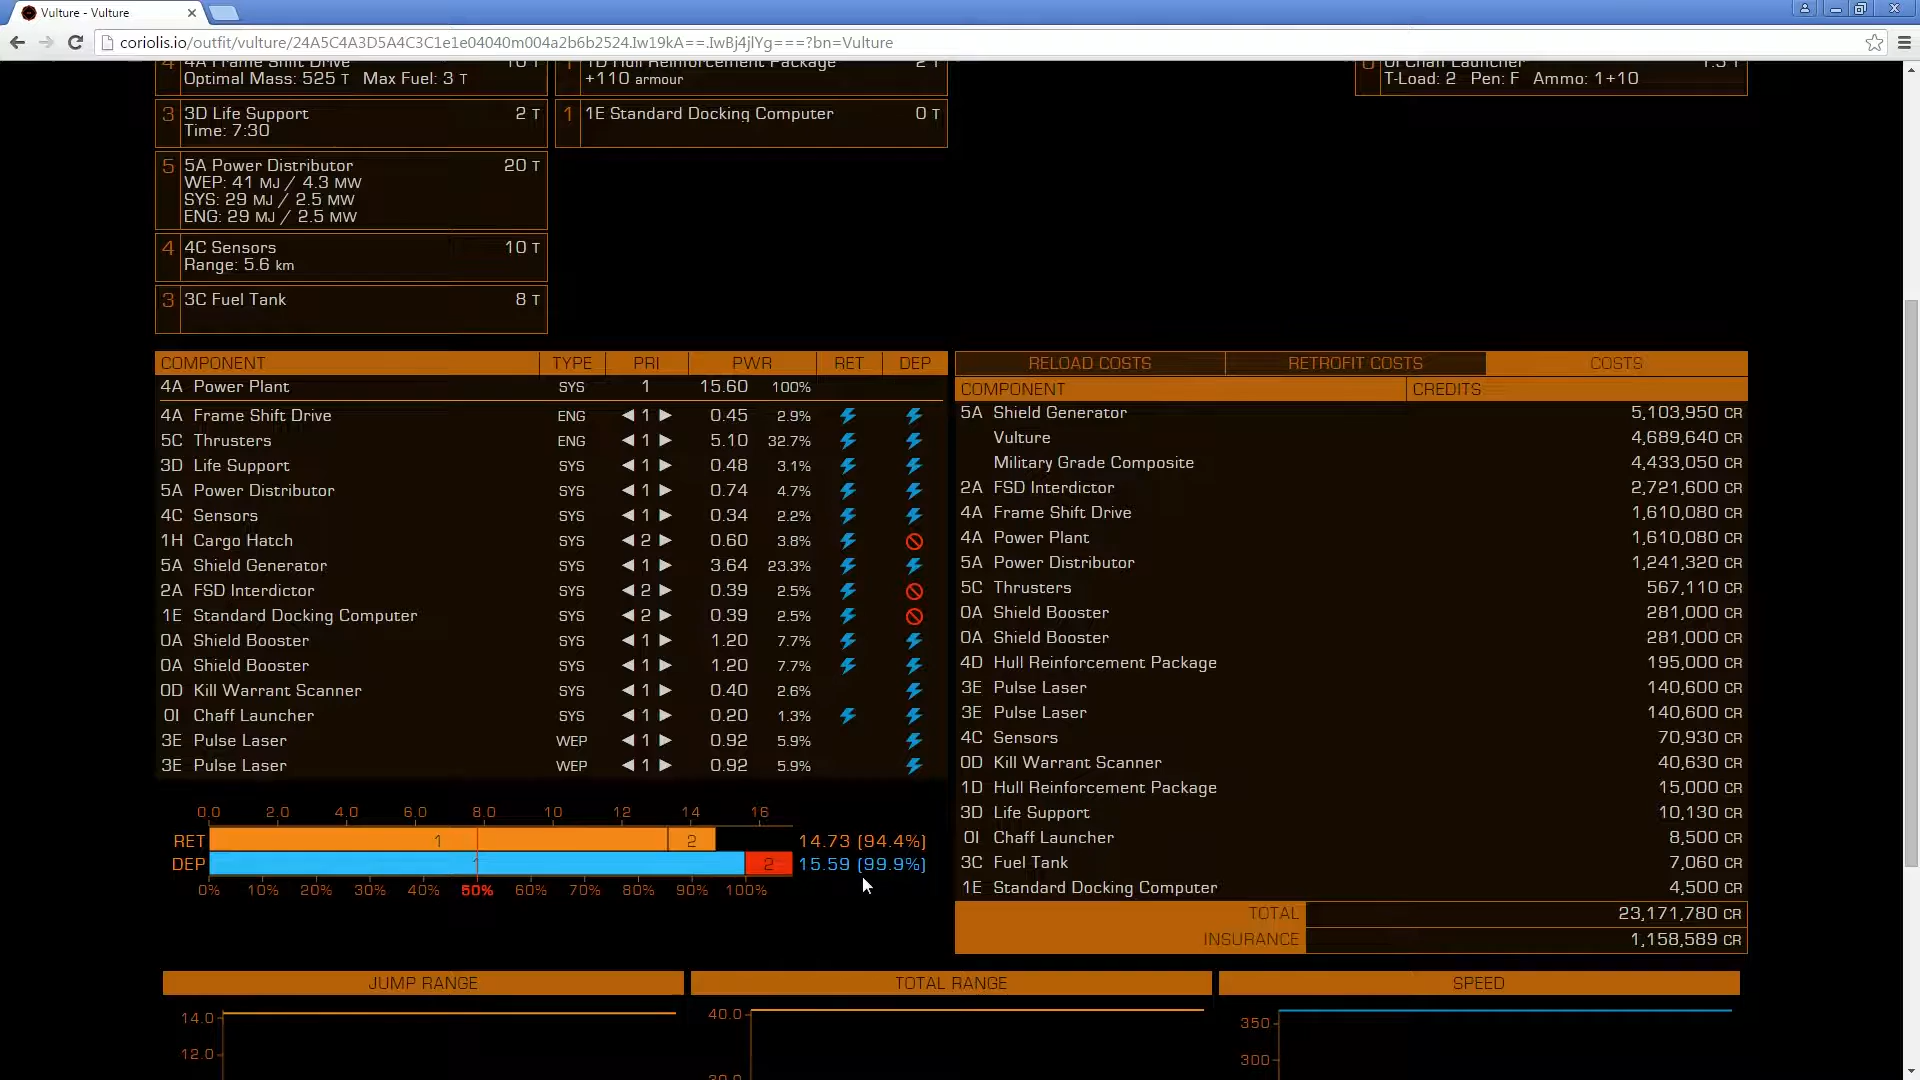 Vulture - Vulture
coriolis.io/outfit/vulture/24A5C4A3D5A4C3C1e1e04040m004a2b6b2524.Iw19kA==.IwBj4jlYg===?bn=Vulture
4 4A Frame Shift Drive 10 T
Optimal Mass: 525 T Max Fuel: 3 T
1 1D Hull Reinforcement Package 2 T
+110 armour
0 0I Chaff Launcher 1.3 T
T-Load: 2 Pen: F Ammo: 1+10
3 3D Life Support 2 T
Time: 7:30
1 1E Standard Docking Computer 0 T
5 5A Power Distributor 20 T
WEP: 41 MJ / 4.3 MW
SYS: 29 MJ / 2.5 MW
ENG: 29 MJ / 2.5 MW
4 4C Sensors 10 T
Range: 5.6 km
3 3C Fuel Tank 8 T
COMPONENT TYPE PRI PWR RET DEP
4A Power Plant SYS 1 15.60 100%
4A Frame Shift Drive ENG 1 0.45 2.9%
5C Thrusters ENG 1 5.10 32.7%
3D Life Support SYS 1 0.48 3.1%
5A Power Distributor SYS 1 0.74 4.7%
4C Sensors SYS 1 0.34 2.2%
1H Cargo Hatch SYS 2 0.60 3.8%
5A Shield Generator SYS 1 3.64 23.3%
2A FSD Interdictor SYS 2 0.39 2.5%
1E Standard Docking Computer SYS 2 0.39 2.5%
0A Shield Booster SYS 1 1.20 7.7%
0A Shield Booster SYS 1 1.20 7.7%
0D Kill Warrant Scanner SYS 1 0.40 2.6%
0I Chaff Launcher SYS 1 0.20 1.3%
3E Pulse Laser WEP 1 0.92 5.9%
3E Pulse Laser WEP 1 0.92 5.9%
0.0 2.0 4.0 6.0 8.0 10 12 14 16
RET 1 2 14.73 (94.4%)
DEP 1 2 15.59 (99.9%)
0% 10% 20% 30% 40% 50% 60% 70% 80% 90% 100%
RELOAD COSTS RETROFIT COSTS COSTS
COMPONENT CREDITS
5A Shield Generator 5,103,950 CR
Vulture 4,689,640 CR
Military Grade Composite 4,433,050 CR
2A FSD Interdictor 2,721,600 CR
4A Frame Shift Drive 1,610,080 CR
4A Power Plant 1,610,080 CR
5A Power Distributor 1,241,320 CR
5C Thrusters 567,110 CR
0A Shield Booster 281,000 CR
0A Shield Booster 281,000 CR
4D Hull Reinforcement Package 195,000 CR
3E Pulse Laser 140,600 CR
3E Pulse Laser 140,600 CR
4C Sensors 70,930 CR
0D Kill Warrant Scanner 40,630 CR
1D Hull Reinforcement Package 15,000 CR
3D Life Support 10,130 CR
0I Chaff Launcher 8,500 CR
3C Fuel Tank 7,060 CR
1E Standard Docking Computer 4,500 CR
TOTAL 23,171,780 CR
INSURANCE 1,158,589 CR
JUMP RANGE TOTAL RANGE SPEED
14.0 40.0 350
12.0 300